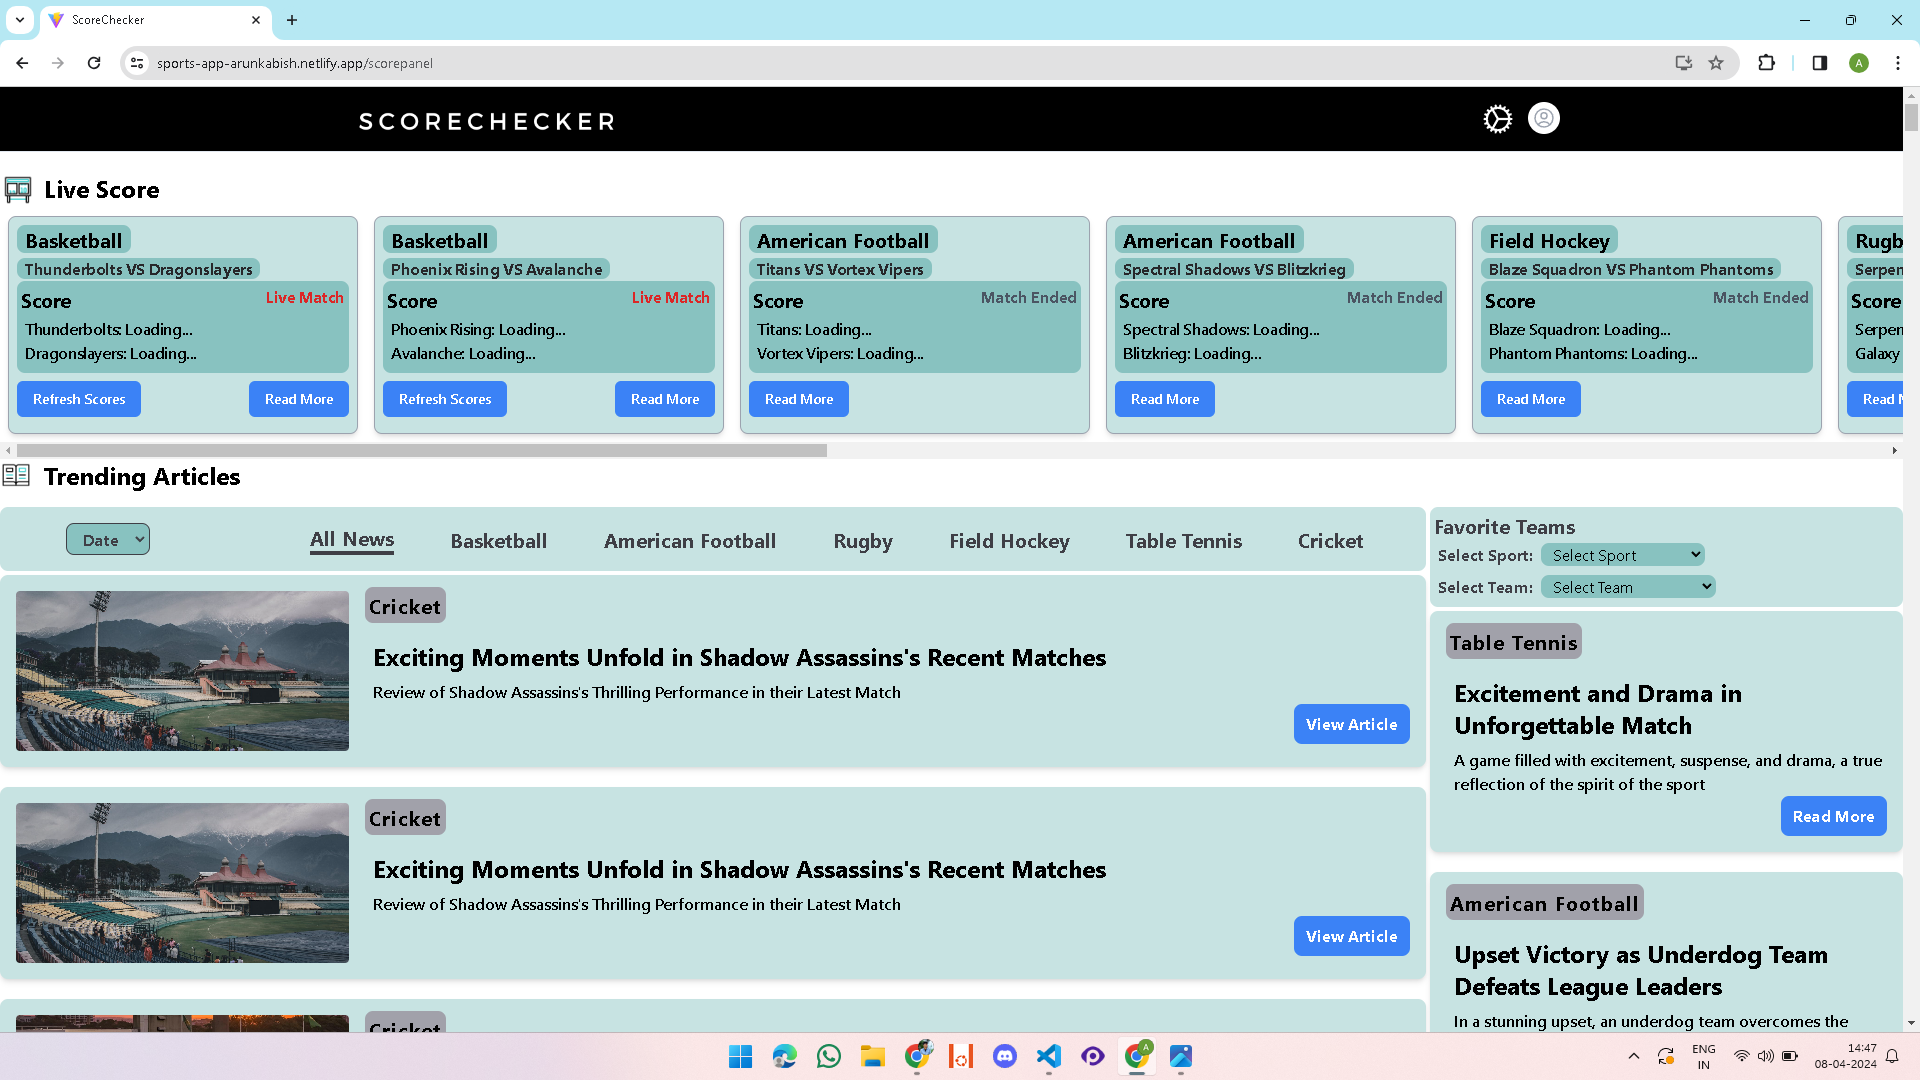 ScoreChecker
sports-app-arunkabish.netlify.app/scorepanel
A
SCORECHECKER
Live Score
Basketball
Thunderbolts VS Dragonslayers
Score
Live Match
Thunderbolts: Loading...
Dragonslayers: Loading...
Refresh Scores
Read More
Basketball
Phoenix Rising VS Avalanche
Score
Live Match
Phoenix Rising: Loading...
Avalanche: Loading...
Refresh Scores
Read More
American Football
Titans VS Vortex Vipers
Score
Match Ended
Titans: Loading...
Vortex Vipers: Loading...
Read More
American Football
Spectral Shadows VS Blitzkrieg
Score
Match Ended
Spectral Shadows: Loading...
Blitzkrieg: Loading...
Read More
Field Hockey
Blaze Squadron VS Phantom Phantoms
Score
Match Ended
Blaze Squadron: Loading...
Phantom Phantoms: Loading...
Read More
Score
Galaxy
Read
Trending Articles
Date
All News
Basketball
American Football
Rugby
Field Hockey
Table Tennis
Cricket
Cricket
Exciting Moments Unfold in Shadow Assassins's Recent Matches
Review of Shadow Assassins's Thrilling Performance in their Latest Match
View Article
Cricket
Exciting Moments Unfold in Shadow Assassins's Recent Matches
Review of Shadow Assassins's Thrilling Performance in their Latest Match
View Article
Cricket
Favorite Teams
Select Sport: Select Sport
Select Team: Select Team
Table Tennis
Excitement and Drama in
Unforgettable Match
A game filled with excitement, suspense, and drama, a true
reflection of the spirit of the sport
Read More
American Football
Upset Victory as Underdog Team
Defeats League Leaders
In a stunning upset, an underdog team overcomes the
A
ENG
IN
14:47
08-04-2024